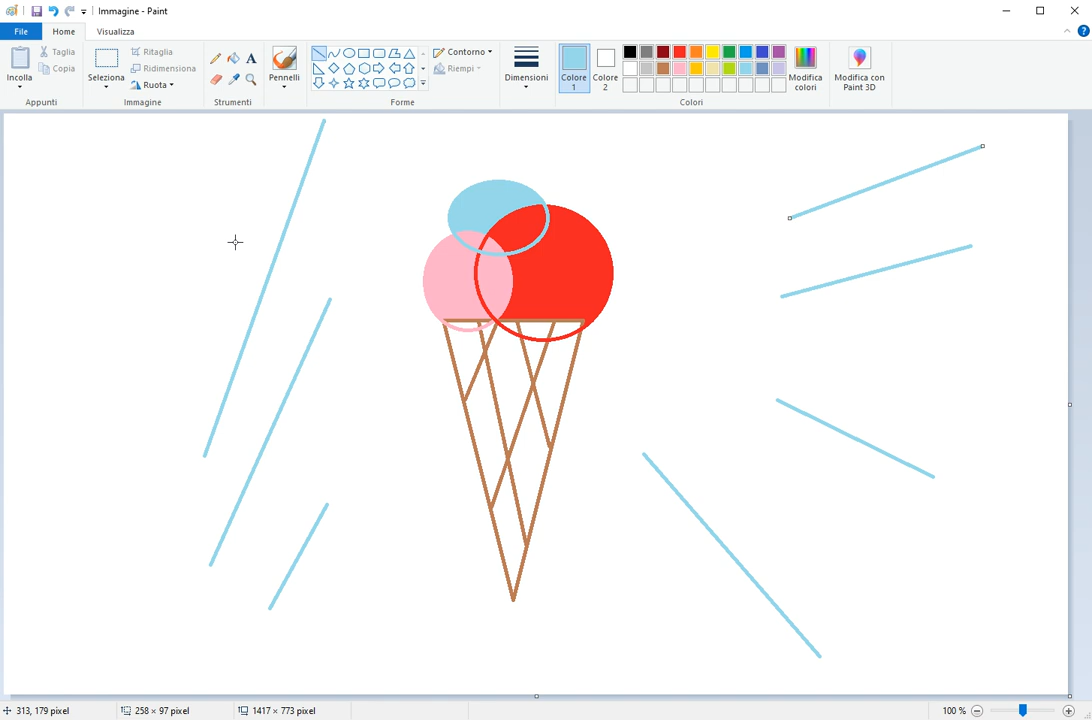 Immagine - Paint
File Home Visualizza
Incolla Taglia Copia
Seleziona Ritaglia Ridimensiona Ruota
A
Pennelli
Contorno Riempi
Dimensioni
Colore 1
Colore 2
Modifica colori
Modifica con Paint 3D
Appunti Immagine Strumenti Forme Colori
313, 179 pixel 258 × 97 pixel 1417 × 773 pixel 100 %